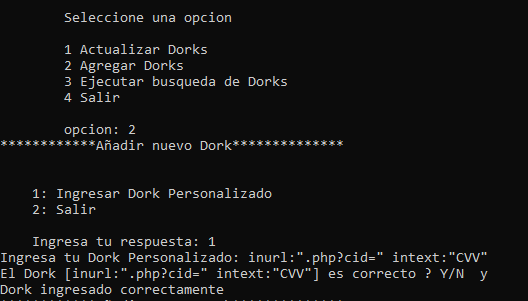 Seleccione una opcion
1 Actualizar Dorks
2 Agregar Dorks
3 Ejecutar busqueda de Dorks
4 Salir
opcion: 2
************Añadir nuevo Dork**************
1: Ingresar Dork Personalizado
2: Salir
Ingresa tu respuesta: 1
Ingresa tu Dork Personalizado: inurl:".php?cid=" intext:"CVV"
El Dork [inurl:".php?cid=" intext:"CVV"] es correcto ? Y/N  y
Dork ingresado correctamente